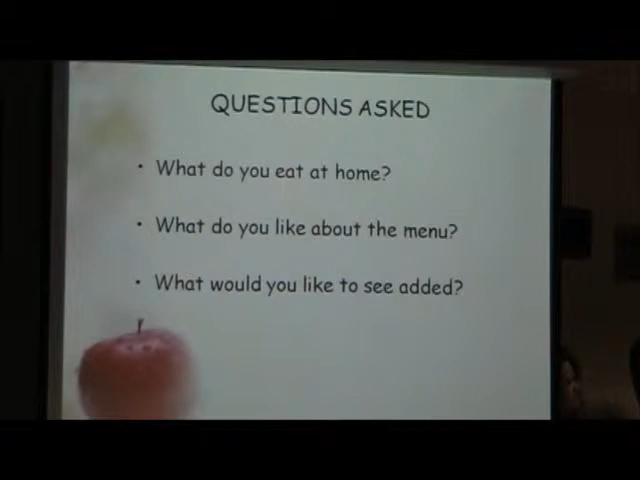 QUESTIONS ASKED
• What do you eat at home?
• What do you like about the menu?
• What would you like to see added?